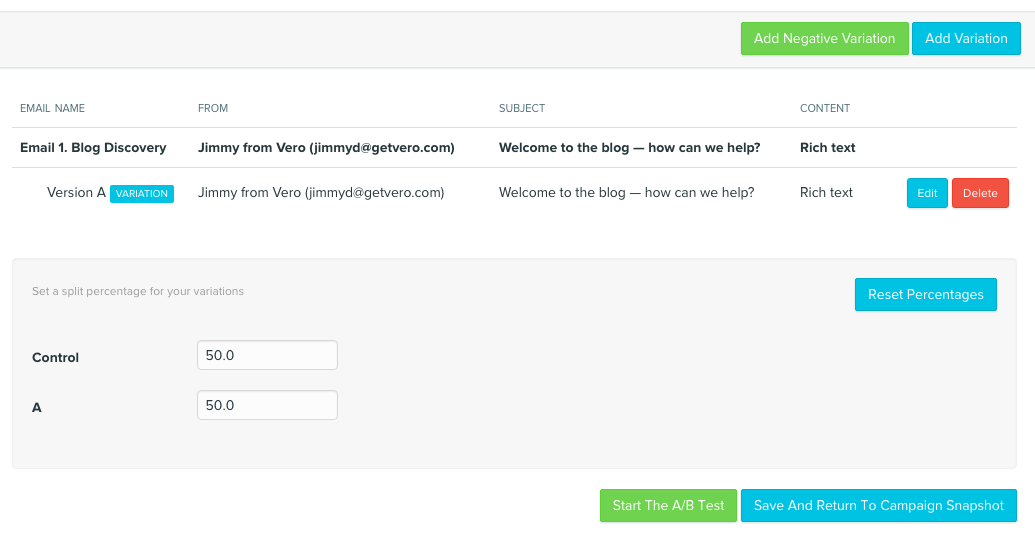 Add Negative Variation Add Variation
EMAIL NAME FROM SUBJECT CONTENT
Email 1. Blog Discovery Jimmy from Vero (jimmyd@getvero.com) Welcome to the blog — how can we help? Rich text
Version A VARIATION Jimmy from Vero (jimmyd@getvero.com) Welcome to the blog — how can we help? Rich text Edit Delete
Set a split percentage for your variations Reset Percentages
Control 50.0
A 50.0
Start The A/B Test Save And Return To Campaign Snapshot